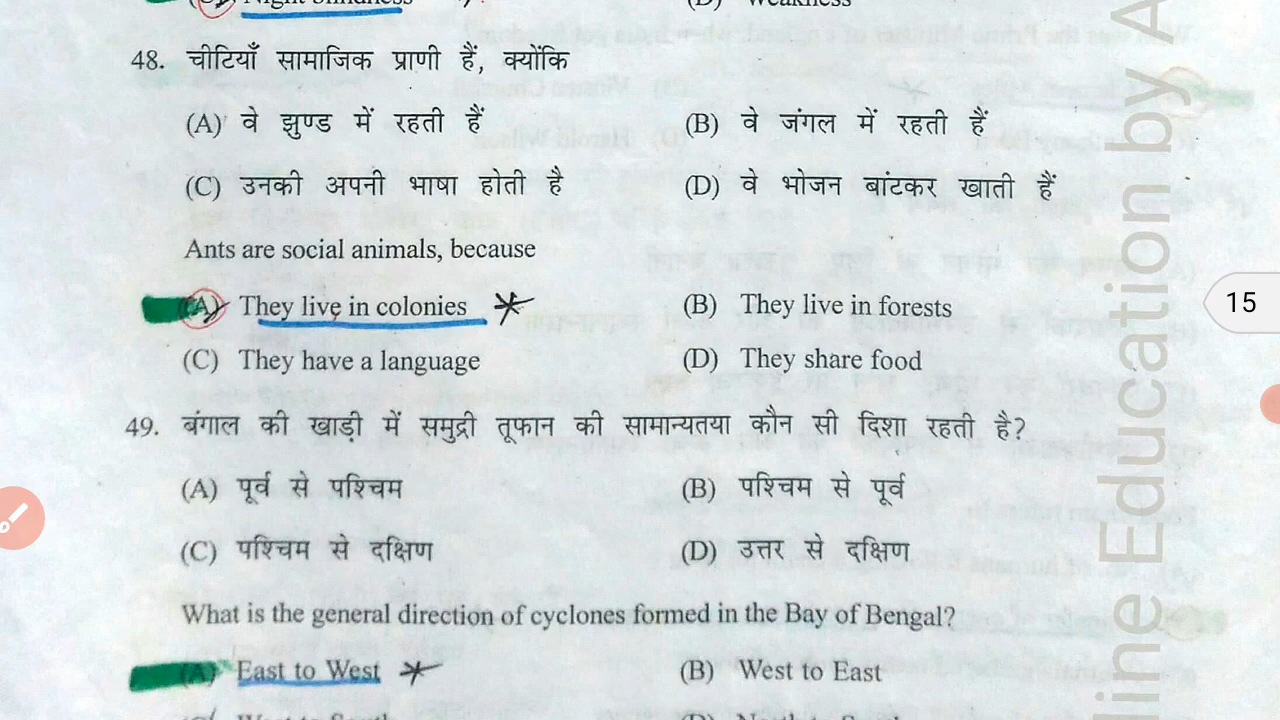 Night blindness (D) Weakness
48. चीटियाँ सामाजिक प्राणी हैं, क्योंकि
(A) वे झुण्ड में रहती हैं (B) वे जंगल में रहती हैं
(C) उनकी अपनी भाषा होती है (D) वे भोजन बांटकर खाती हैं
Ants are social animals, because
(A) They live in colonies (B) They live in forests
(C) They have a language (D) They share food
15
49. बंगाल की खाड़ी में समुद्री तूफान की सामान्यतया कौन सी दिशा रहती है?
(A) पूर्व से पश्चिम (B) पश्चिम से पूर्व
(C) पश्चिम से दक्षिण (D) उत्तर से दक्षिण
What is the general direction of cyclones formed in the Bay of Bengal?
(A) East to West (B) West to East
Education by